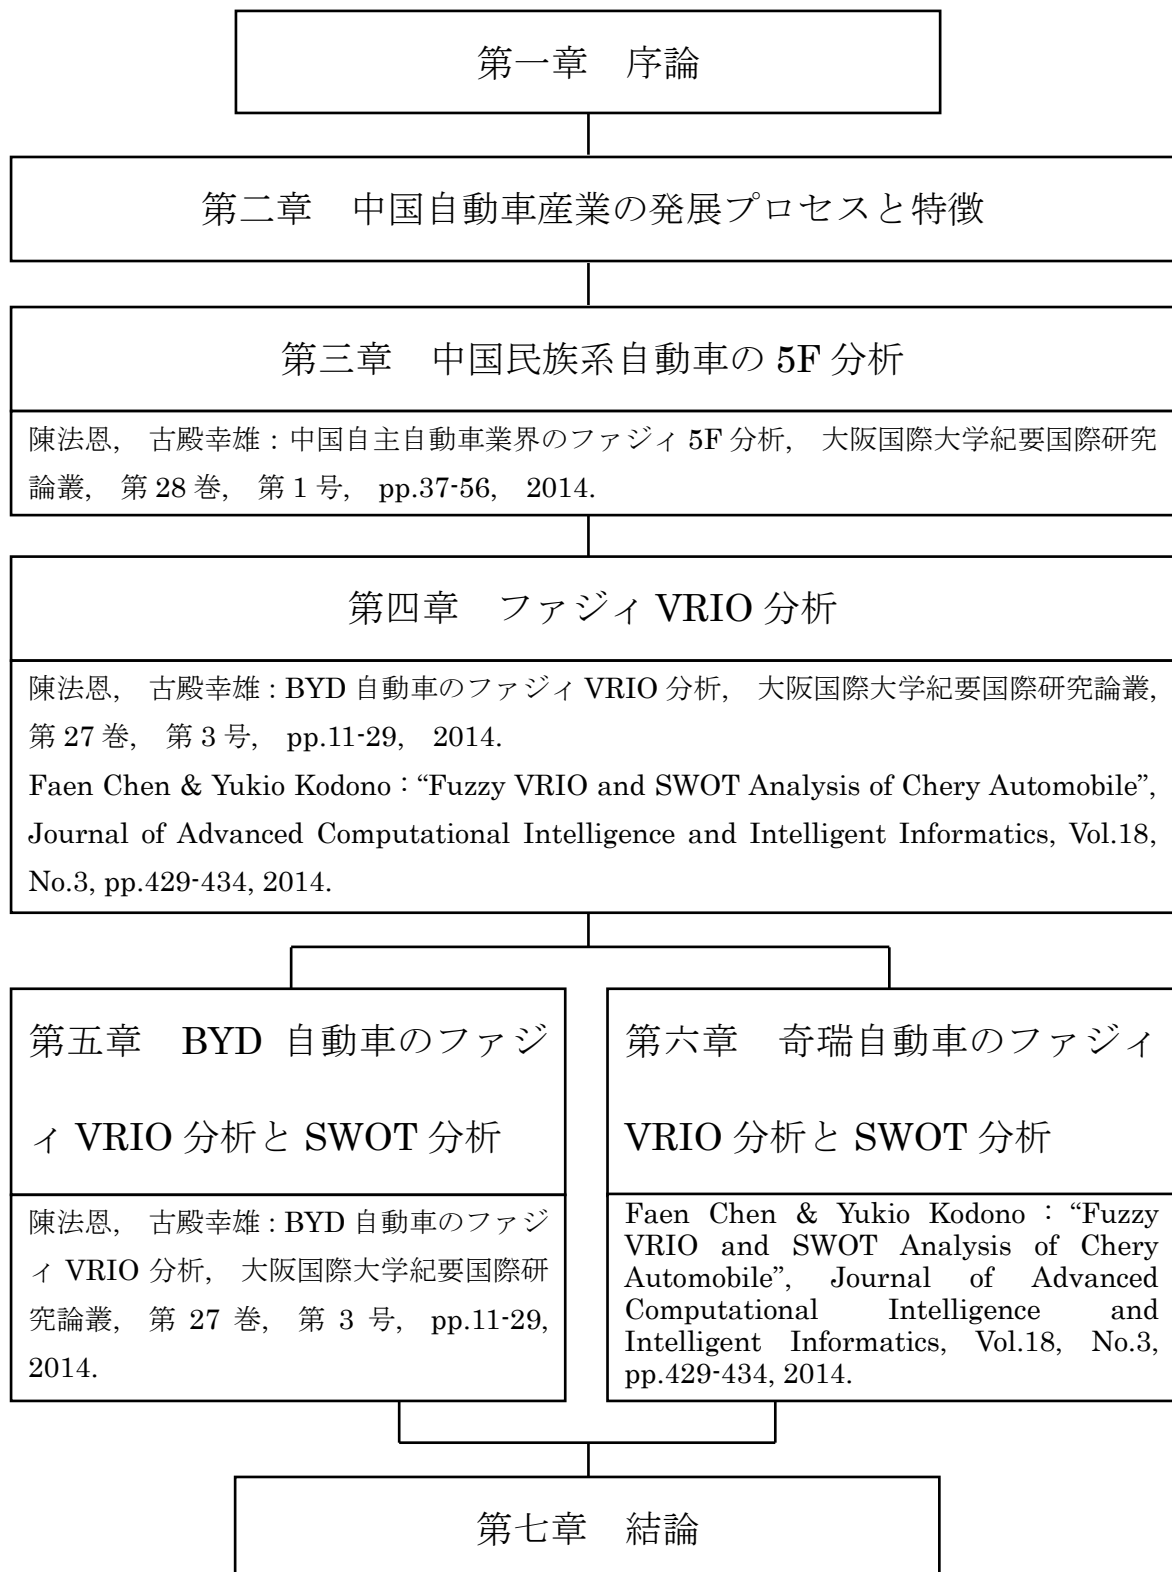 第一章　序論
第二章　中国自動車産業の発展プロセスと特徴
第三章　中国民族系自動車の 5F 分析
陳法恩,　古殿幸雄：中国自主自動車業界のファジィ 5F 分析,　大阪国際大学紀要国際研究
論叢,　第 28 巻,　第 1 号,　pp.37-56,　2014.
第四章　ファジィ VRIO 分析
陳法恩,　古殿幸雄：BYD 自動車のファジィ VRIO 分析,　大阪国際大学紀要国際研究論叢,
第 27 巻,　第 3 号,　pp.11-29,　2014.
Faen Chen & Yukio Kodono：“Fuzzy VRIO and SWOT Analysis of Chery Automobile”,
Journal of Advanced Computational Intelligence and Intelligent Informatics, Vol.18,
No.3, pp.429-434, 2014.
第五章　BYD 自動車のファジ
ィ VRIO 分析と SWOT 分析
陳法恩,　古殿幸雄：BYD 自動車のファジ
ィ VRIO 分析,　大阪国際大学紀要国際研
究論叢,　第 27 巻,　第 3 号,　pp.11-29,
2014.
第六章　奇瑞自動車のファジィ
VRIO 分析と SWOT 分析
Faen Chen & Yukio Kodono：“Fuzzy
VRIO and SWOT Analysis of Chery
Automobile”, Journal of Advanced
Computational Intelligence and
Intelligent Informatics, Vol.18, No.3,
pp.429-434, 2014.
第七章　結論